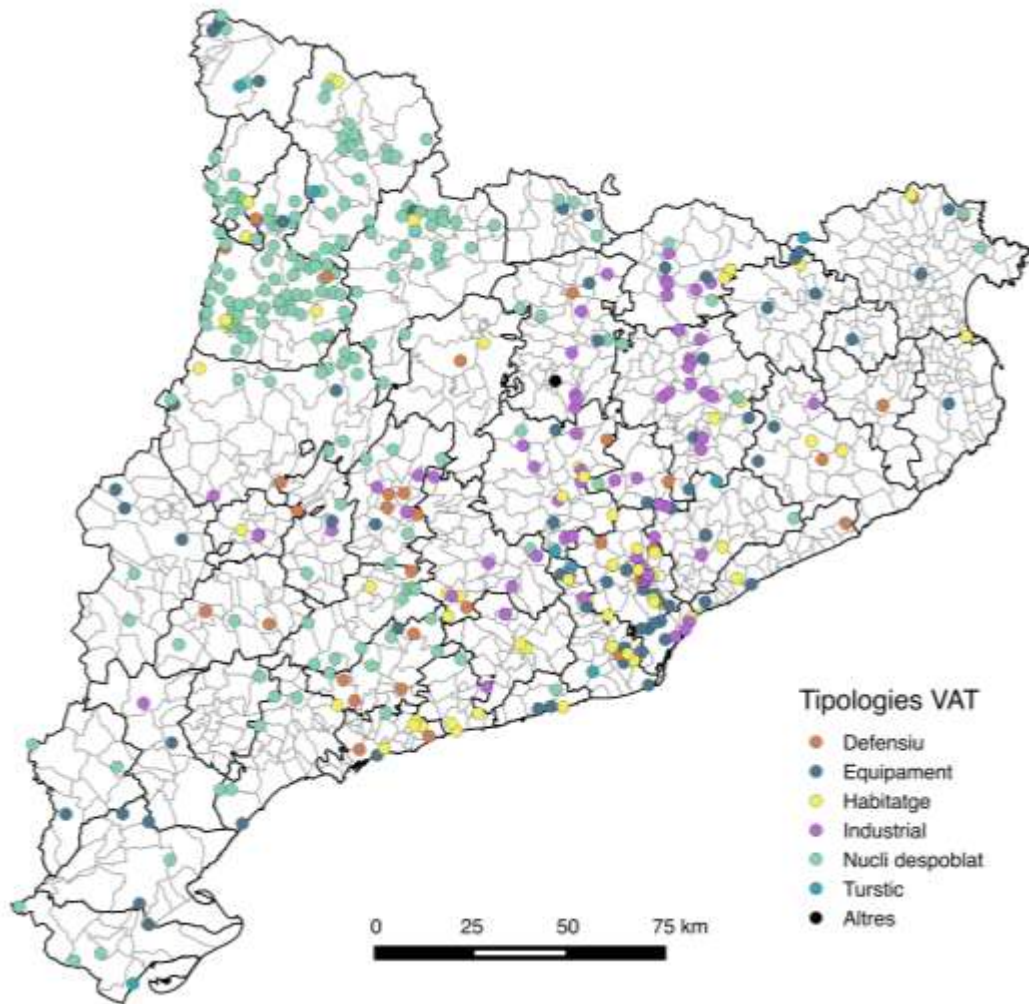 Tipologies VAT
Defensiu
Equipament
Habitatge
Industrial
Nucli despoblat
Turstic
Altres
0 25 50 75 km